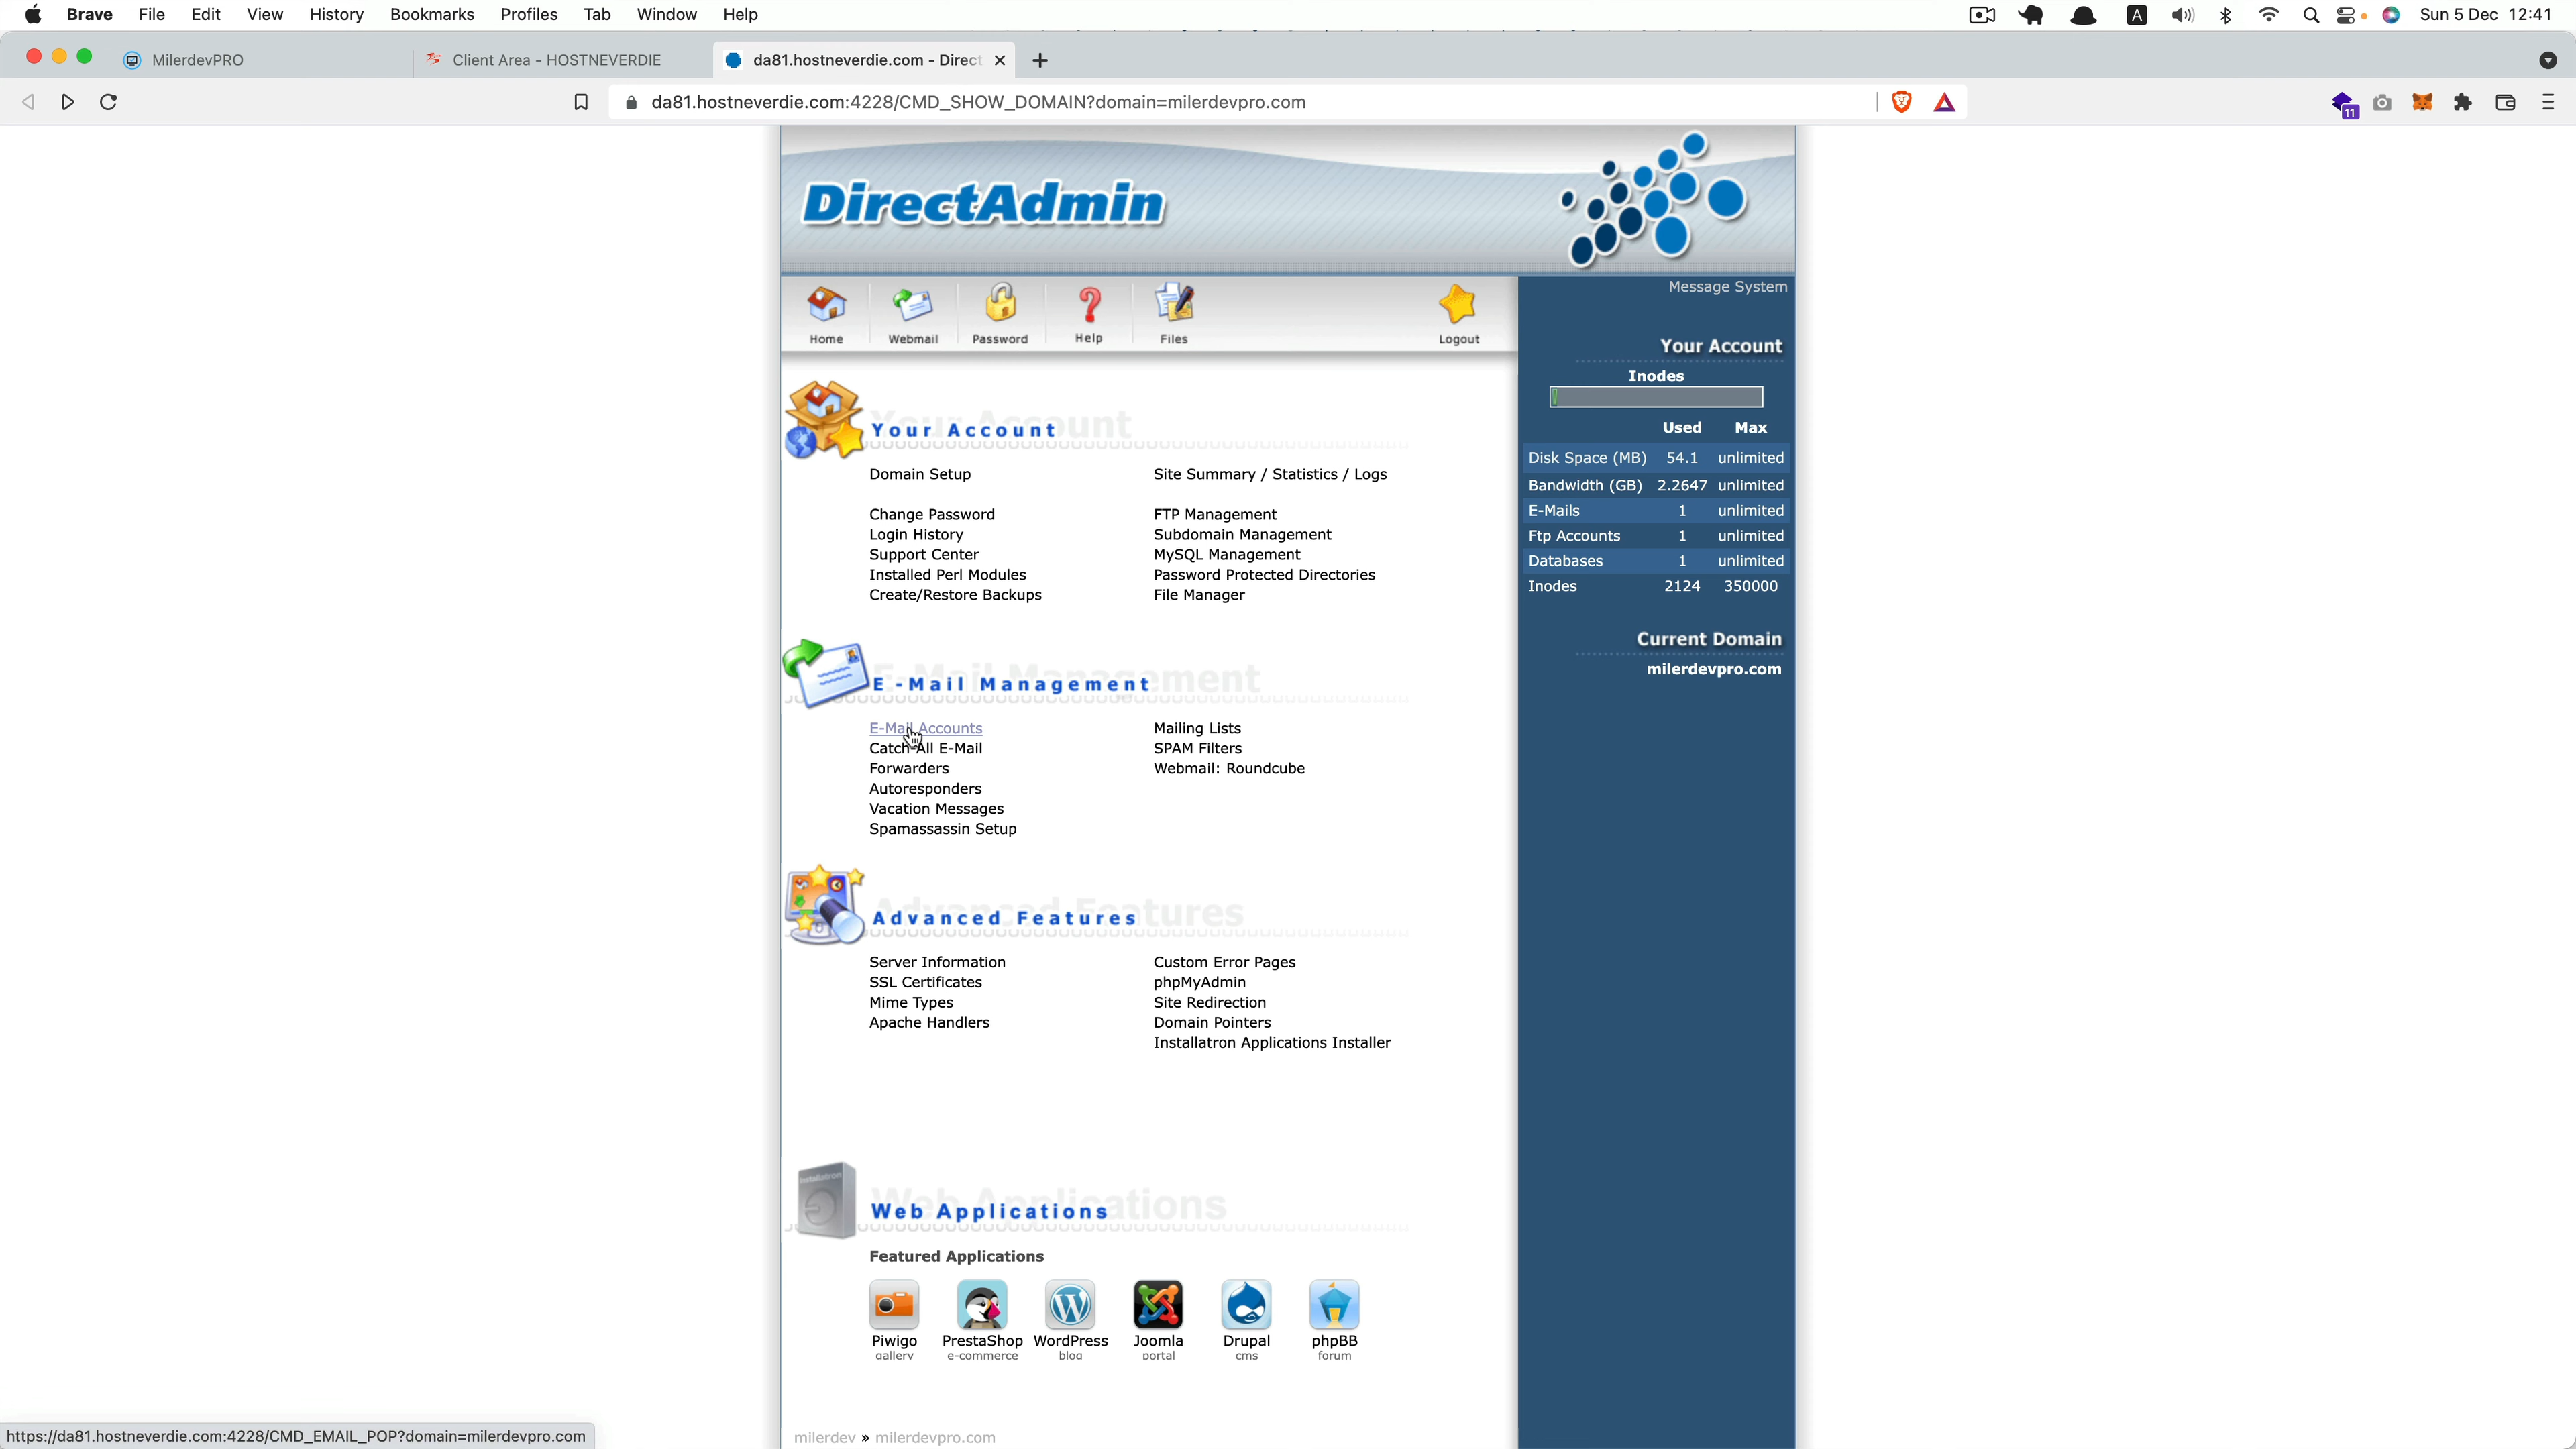 Brave File Edit View History Bookmarks Profiles Tab Window Help A Sun 5 Dec 12:41
MilerdevPRO Client Area - HOSTNEVERDIE da81.hostneverdie.com - Direct
da81.hostneverdie.com:4228/CMD_SHOW_DOMAIN?domain=milerdevpro.com 11
DirectAdmin
Home Webmail Password Help Files Logout
Message System
Your Account
Domain Setup Site Summary / Statistics / Logs
Change Password FTP Management
Login History Subdomain Management
Support Center MySQL Management
Installed Perl Modules Password Protected Directories
Create/Restore Backups File Manager
E-Mail Management
E-Mail Accounts Mailing Lists
Catch-All E-Mail SPAM Filters
Forwarders Webmail: Roundcube
Autoresponders
Vacation Messages
Spamassassin Setup
Advanced Features
Server Information Custom Error Pages
SSL Certificates phpMyAdmin
Mime Types Site Redirection
Apache Handlers Domain Pointers
Installatron Applications Installer
Installatron
Web Applications
Featured Applications
Piwigo PrestaShop WordPress Joomla Drupal phpBB
gallery e-commerce blog portal cms forum
milerdev » milerdevpro.com
Your Account
Inodes
Used Max
Disk Space (MB) 54.1 unlimited
Bandwidth (GB) 2.2647 unlimited
E-Mails 1 unlimited
Ftp Accounts 1 unlimited
Databases 1 unlimited
Inodes 2124 350000
Current Domain
milerdevpro.com
https://da81.hostneverdie.com:4228/CMD_EMAIL_POP?domain=milerdevpro.com